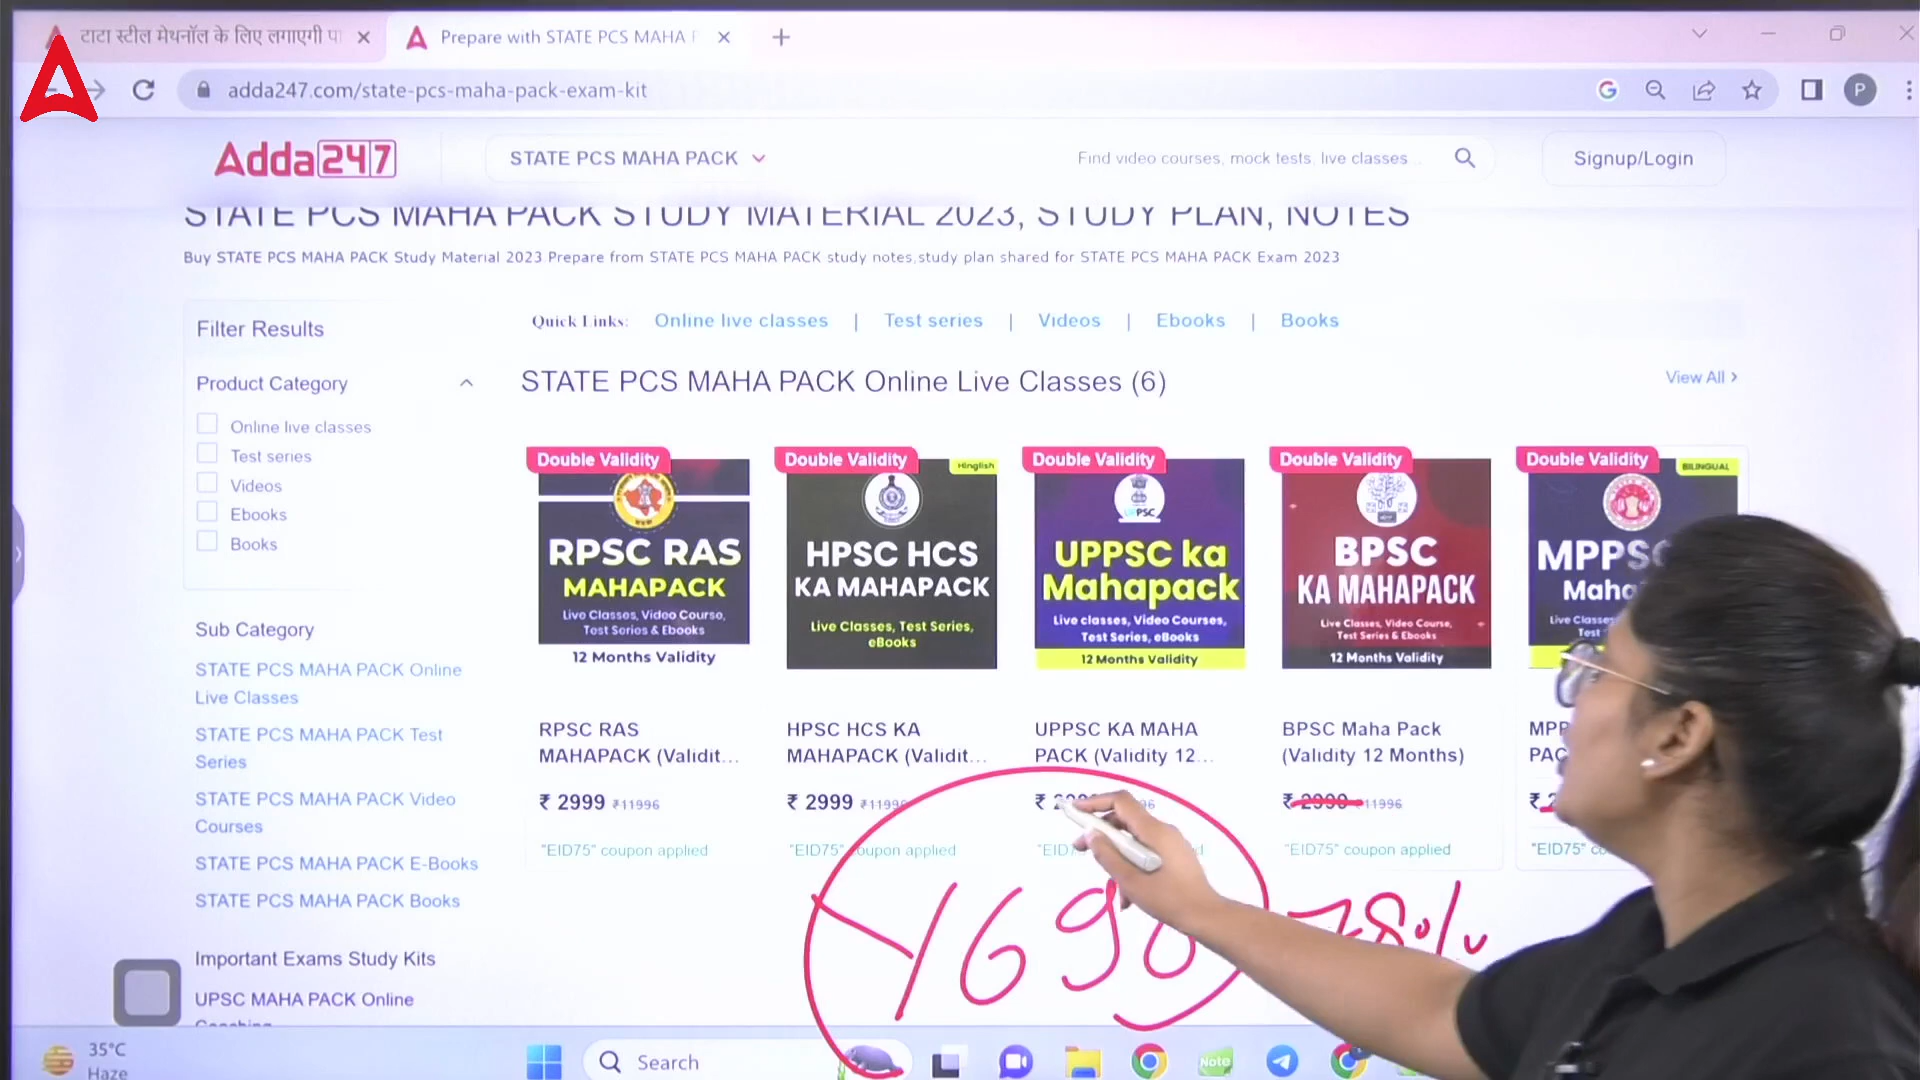 टाटा स्टील मेथनॉल के लिए लगाएगी
Prepare with STATE PCS MAHA
adda247.com/state-pcs-maha-pack-exam-kit
P
Adda247
STATE PCS MAHA PACK
Find video courses, mock tests, live classes...
Signup/Login
STATE PCS MAHA PACK STUDY MATERIAL 2023, STUDY PLAN, NOTES
Buy STATE PCS MAHA PACK Study Material 2023 Prepare from STATE PCS MAHA PACK study notes,study plan shared for STATE PCS MAHA PACK Exam 2023
Filter Results
Product Category
Online live classes
Test series
Videos
Ebooks
Books
Sub Category
STATE PCS MAHA PACK Online
Live Classes
STATE PCS MAHA PACK Test
Series
STATE PCS MAHA PACK Video
Courses
STATE PCS MAHA PACK E-Books
STATE PCS MAHA PACK Books
Important Exams Study Kits
UPSC MAHA PACK Online
Quick Links: Online live classes | Test series | Videos | Ebooks | Books
STATE PCS MAHA PACK Online Live Classes (6)
View All >
Double Validity
RPSC RAS
MAHAPACK
Live Classes, Video Course,
Test Series & Ebooks
12 Months Validity
RPSC RAS
MAHAPACK (Validit...
₹ 2999 ₹11996
"EID75" coupon applied
Double Validity
Hinglish
HPSC HCS
KA MAHAPACK
Live Classes, Test Series,
eBooks
HPSC HCS KA
MAHAPACK (Validit...
₹ 2999
coupon applied
Double Validity
UPPSC
UPPSC ka
Mahapack
Live classes, Video Courses,
Test Series, eBooks
12 Months Validity
UPPSC KA MAHA
PACK (Validity 12...
Double Validity
BPSC
KA MAHAPACK
Live Classes, Video Course,
Test Series & Ebooks
12 Months Validity
BPSC Maha Pack
(Validity 12 Months)
₹ 2999 11996
"EID75" coupon applied
Double Validity
BILINGUAL
MPPSC
Live Classes
Test
"EID75"
78%
35°C
Haze
Search
Note